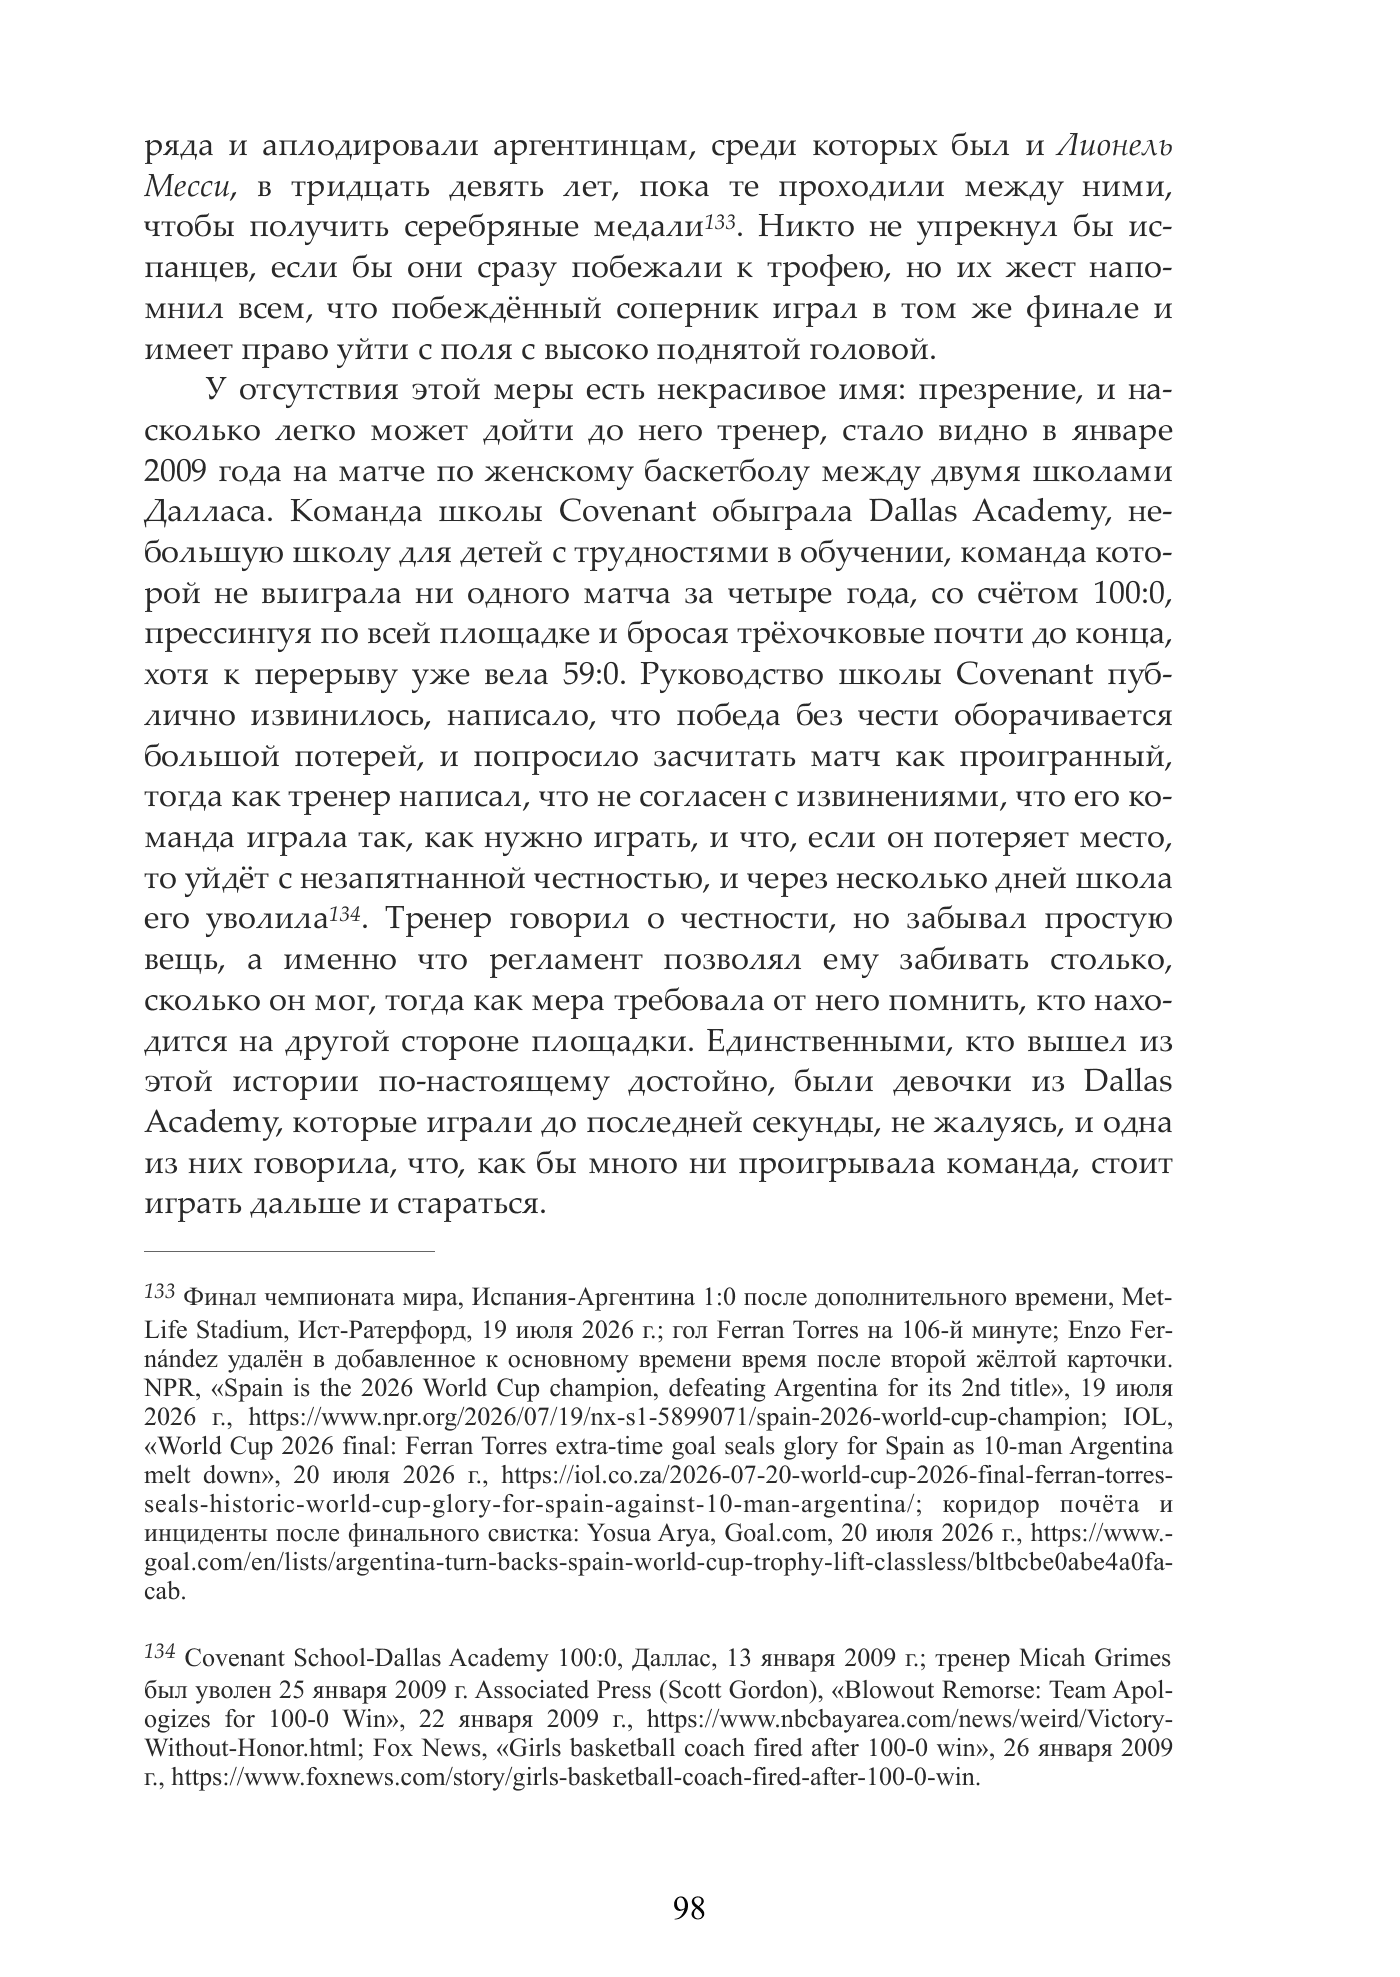 ряда и аплодировали аргентинцам, среди которых был и Лионель
Месси, в тридцать девять лет, пока те проходили между ними,
чтобы получить серебряные медали133. Никто не упрекнул бы ис-
панцев, если бы они сразу побежали к трофею, но их жест напо-
мнил всем, что побеждённый соперник играл в том же финале и
имеет право уйти с поля с высоко поднятой головой.
У отсутствия этой меры есть некрасивое имя: презрение, и на-
сколько легко может дойти до него тренер, стало видно в январе
2009 года на матче по женскому баскетболу между двумя школами
Далласа. Команда школы Covenant обыграла Dallas Academy, не-
большую школу для детей с трудностями в обучении, команда кото-
рой не выиграла ни одного матча за четыре года, со счётом 100:0,
прессингуя по всей площадке и бросая трёхочковые почти до конца,
хотя к перерыву уже вела 59:0. Руководство школы Covenant пуб-
лично извинилось, написало, что победа без чести оборачивается
большой потерей, и попросило засчитать матч как проигранный,
тогда как тренер написал, что не согласен с извинениями, что его ко-
манда играла так, как нужно играть, и что, если он потеряет место,
то уйдёт с незапятнанной честностью, и через несколько дней школа
его уволила134. Тренер говорил о честности, но забывал простую
вещь, а именно что регламент позволял ему забивать столько,
сколько он мог, тогда как мера требовала от него помнить, кто нахо-
дится на другой стороне площадки. Единственными, кто вышел из
этой истории по-настоящему достойно, были девочки из Dallas
Academy, которые играли до последней секунды, не жалуясь, и одна
из них говорила, что, как бы много ни проигрывала команда, стоит
играть дальше и стараться.
133 Финал чемпионата мира, Испания-Аргентина 1:0 после дополнительного времени, Met-
Life Stadium, Ист-Ратерфорд, 19 июля 2026 г.; гол Ferran Torres на 106-й минуте; Enzo Fer-
nández удалён в добавленное к основному времени время после второй жёлтой карточки.
NPR, «Spain is the 2026 World Cup champion, defeating Argentina for its 2nd title», 19 июля
2026 г., https://www.npr.org/2026/07/19/nx-s1-5899071/spain-2026-world-cup-champion; IOL,
«World Cup 2026 final: Ferran Torres extra-time goal seals glory for Spain as 10-man Argentina
melt down», 20 июля 2026 г., https://iol.co.za/2026-07-20-world-cup-2026-final-ferran-torres-
seals-historic-world-cup-glory-for-spain-against-10-man-argentina/; коридор почёта и
инциденты после финального свистка: Yosua Arya, Goal.com, 20 июля 2026 г., https://www.-
goal.com/en/lists/argentina-turn-backs-spain-world-cup-trophy-lift-classless/bltbcbe0abe4a0fa-
cab.
134 Covenant School-Dallas Academy 100:0, Даллас, 13 января 2009 г.; тренер Micah Grimes
был уволен 25 января 2009 г. Associated Press (Scott Gordon), «Blowout Remorse: Team Apol-
ogizes for 100-0 Win», 22 января 2009 г., https://www.nbcbayarea.com/news/weird/Victory-
Without-Honor.html; Fox News, «Girls basketball coach fired after 100-0 win», 26 января 2009
г., https://www.foxnews.com/story/girls-basketball-coach-fired-after-100-0-win.
98